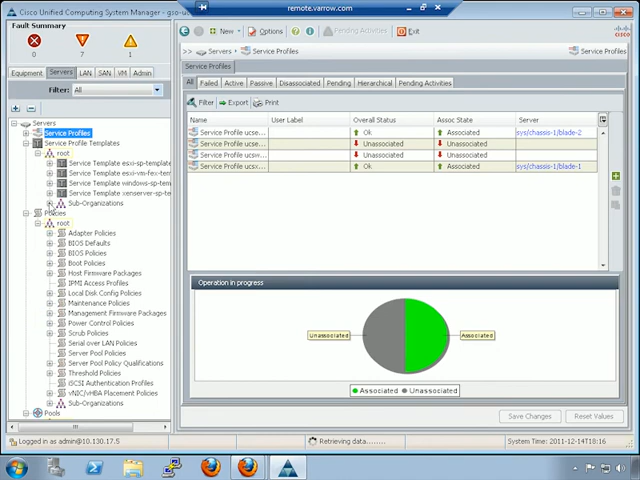 remote.varrow.com
Cisco Unified Computing System Manager - gso-
Fault Summary
0
7
1
New
Options
Pending Activities
Exit
>> Servers Service Profiles
Service Profiles
Equipment Servers LAN SAN VM Admin
Filter: All
Service Profiles
All Failed Active Passive Disassociated Pending Hierarchical Pending Activities
Filter Export Print
Name User Label Overall Status Assoc State Server
Service Profile ucse... Ok Associated sys/chassis-1/blade-2
Service Profile ucse... Unassociated Unassociated
Service Profile ucsw... Unassociated Unassociated
Service Profile ucsx... Ok Associated sys/chassis-1/blade-1
Servers
Service Profiles
Service Profile Templates
root
Service Template esxi-sp-template
Service Template esxi-vm-fex-tem
Service Template windows-sp-temp
Service Template xenserver-sp-te
Sub-Organizations
Policies
root
Adapter Policies
BIOS Defaults
BIOS Policies
Boot Policies
Host Firmware Packages
IPMI Access Profiles
Local Disk Config Policies
Maintenance Policies
Management Firmware Packages
Power Control Policies
Scrub Policies
Serial over LAN Policies
Server Pool Policies
Server Pool Policy Qualifications
Threshold Policies
iSCSI Authentication Profiles
vNIC/vHBA Placement Policies
Sub-Organizations
Pools
Operation in progress
Unassociated
Associated
Associated Unassociated
Save Changes
Reset Values
Logged in as admin@10.130.17.5
Retrieving data........
System Time: 2011-12-14T18:16